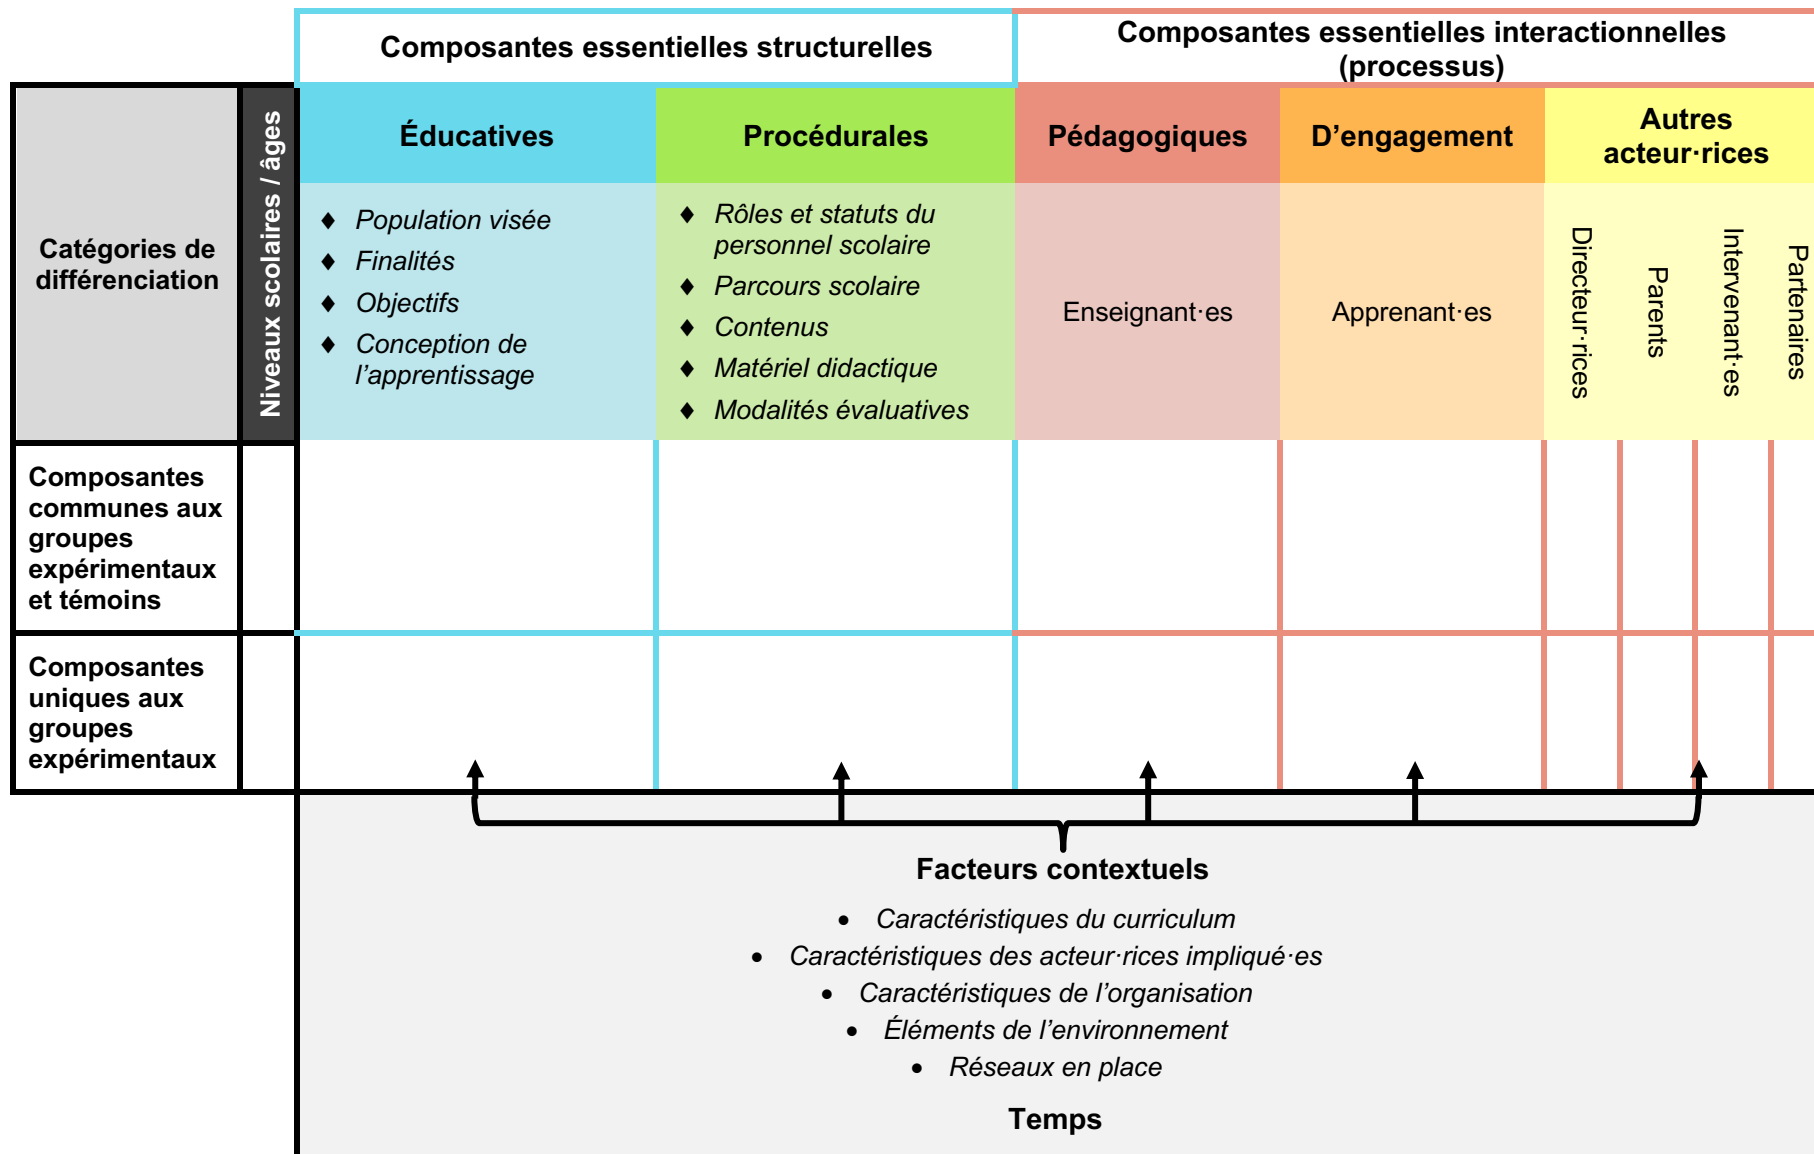 Composantes essentielles structurelles
Composantes essentielles interactionnelles
(processus)
Catégories de
différenciation
Niveaux scolaires / âges
Éducatives
Procédurales
Pédagogiques
D’engagement
Autres
acteur·rices
♦ Population visée
♦ Finalités
♦ Objectifs
♦ Conception de
l’apprentissage
♦ Rôles et statuts du
personnel scolaire
♦ Parcours scolaire
♦ Contenus
♦ Matériel didactique
♦ Modalités évaluatives
Enseignant·es
Apprenant·es
Directeur·rices
Parents
Intervenant·es
Partenaires
Composantes
communes aux
groupes
expérimentaux
et témoins
Composantes
uniques aux
groupes
expérimentaux
Facteurs contextuels
• Caractéristiques du curriculum
• Caractéristiques des acteur·rices impliqué·es
• Caractéristiques de l’organisation
• Éléments de l’environnement
• Réseaux en place
Temps